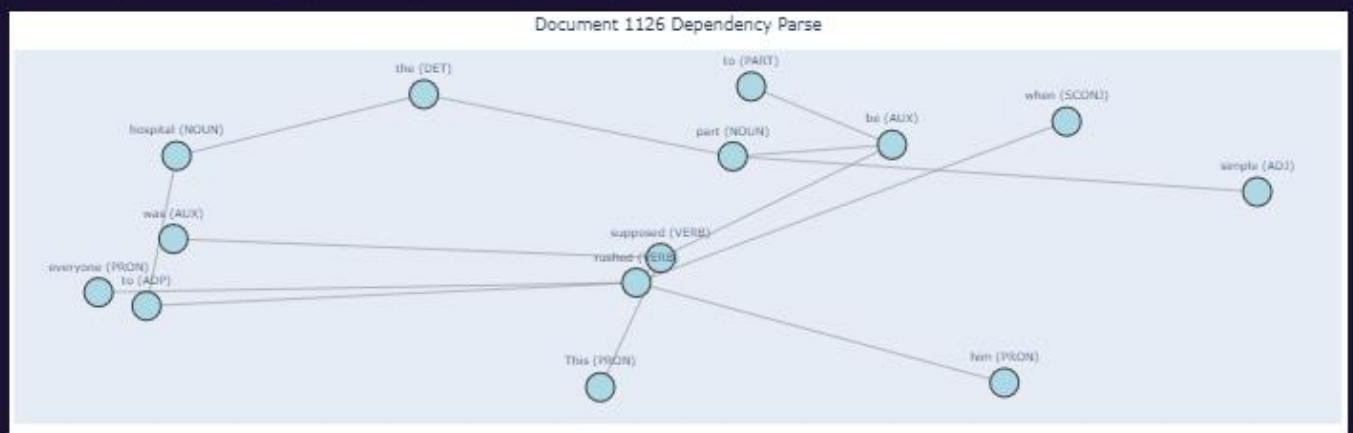 Document 1126 Dependency Parse
to (PART)
the (DET)
when (SCONJ)
be (AUX)
hospital (NOUN)
part (NOUN)
simple (ADJ)
was (AUX)
supposed (VERB)
rushed (VERB)
everyone (PRON)
to (ADP)
This (PRON)
him (PRON)